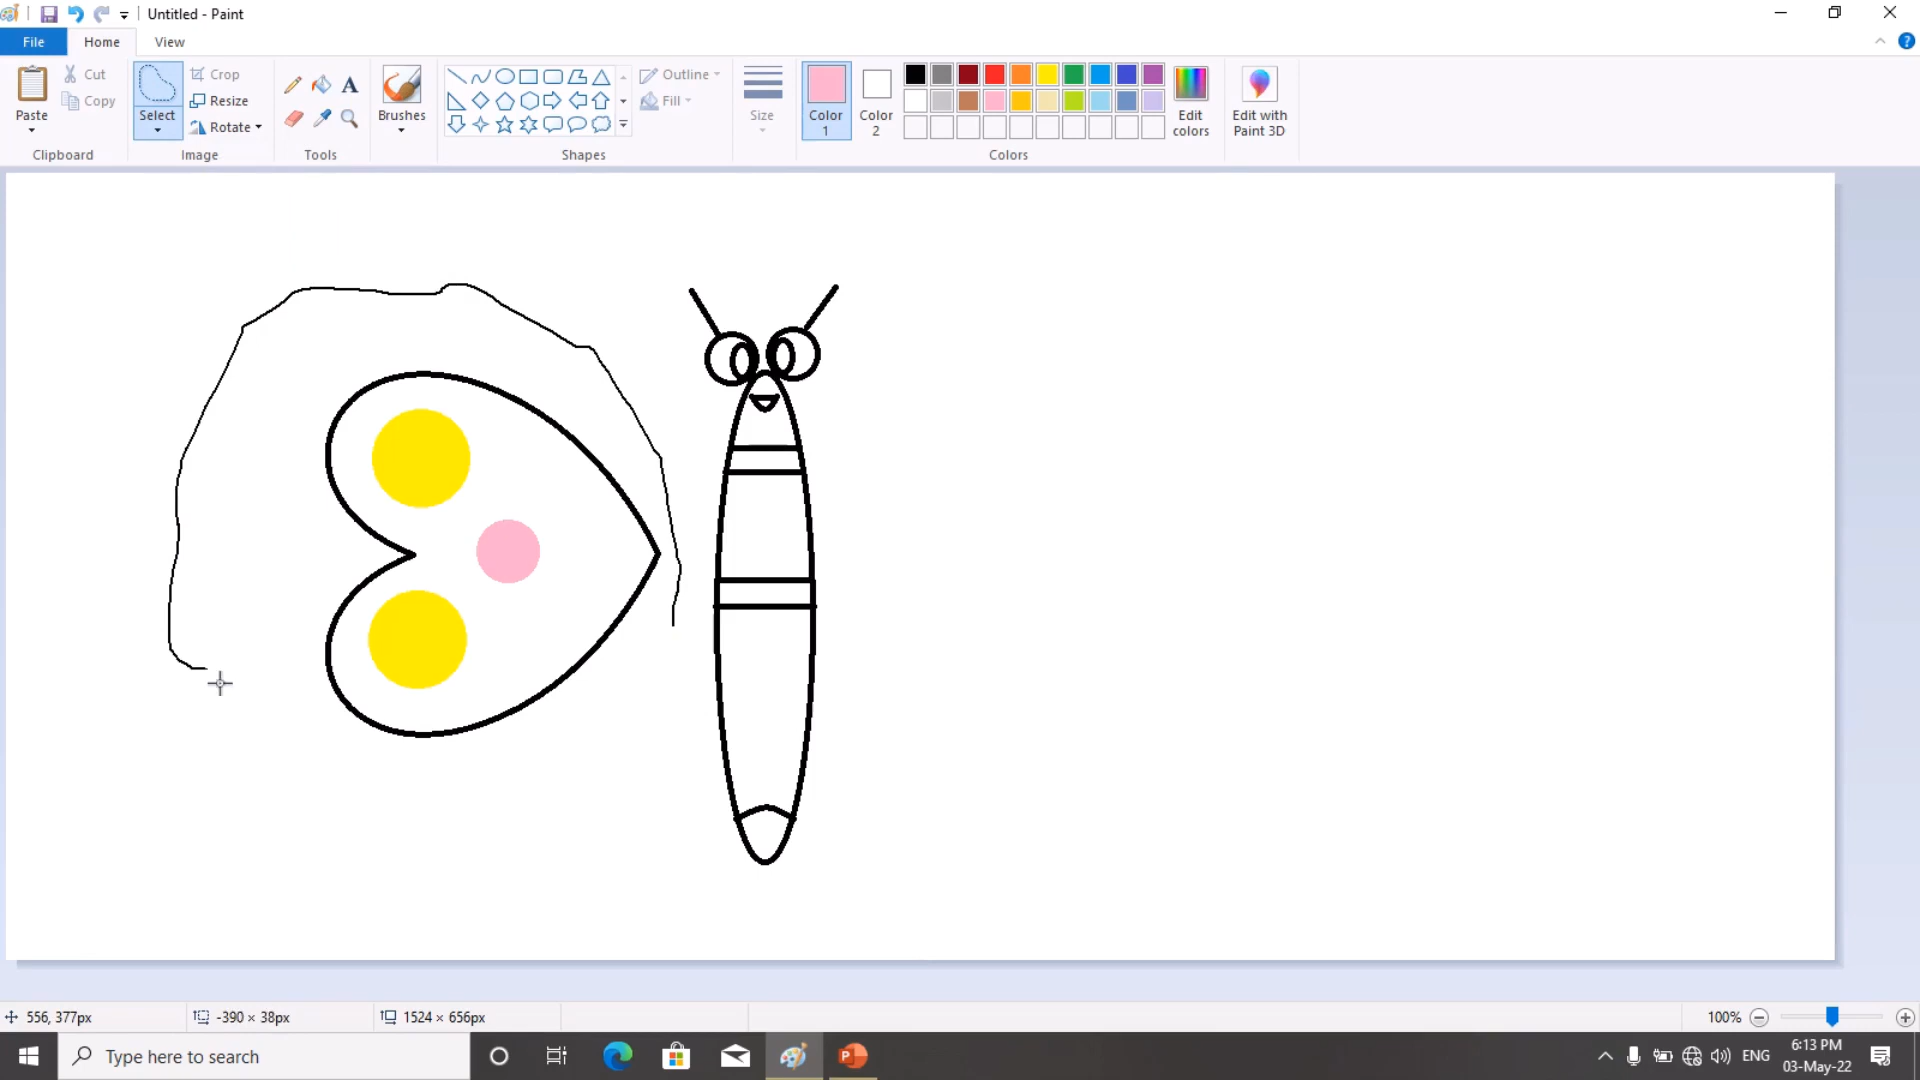 Untitled - Paint
File Home View
Paste
Cut
Copy
Clipboard
Select
Crop
Resize
Rotate
Image
A
Tools
Brushes
Shapes
Outline
Fill
Size
Color 1
Color 2
Edit colors
Colors
Edit with Paint 3D
556, 377px -390 × 38px 1524 × 656px 100%
Type here to search
ENG
6:13 PM
03-May-22